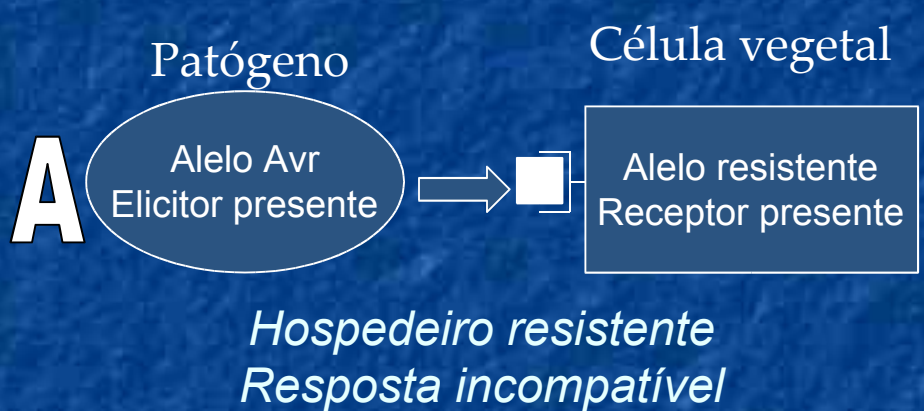 Patógeno
Célula vegetal
A
Alelo Avr
Elicitor presente
Alelo resistente
Receptor presente
Hospedeiro resistente
Resposta incompatível